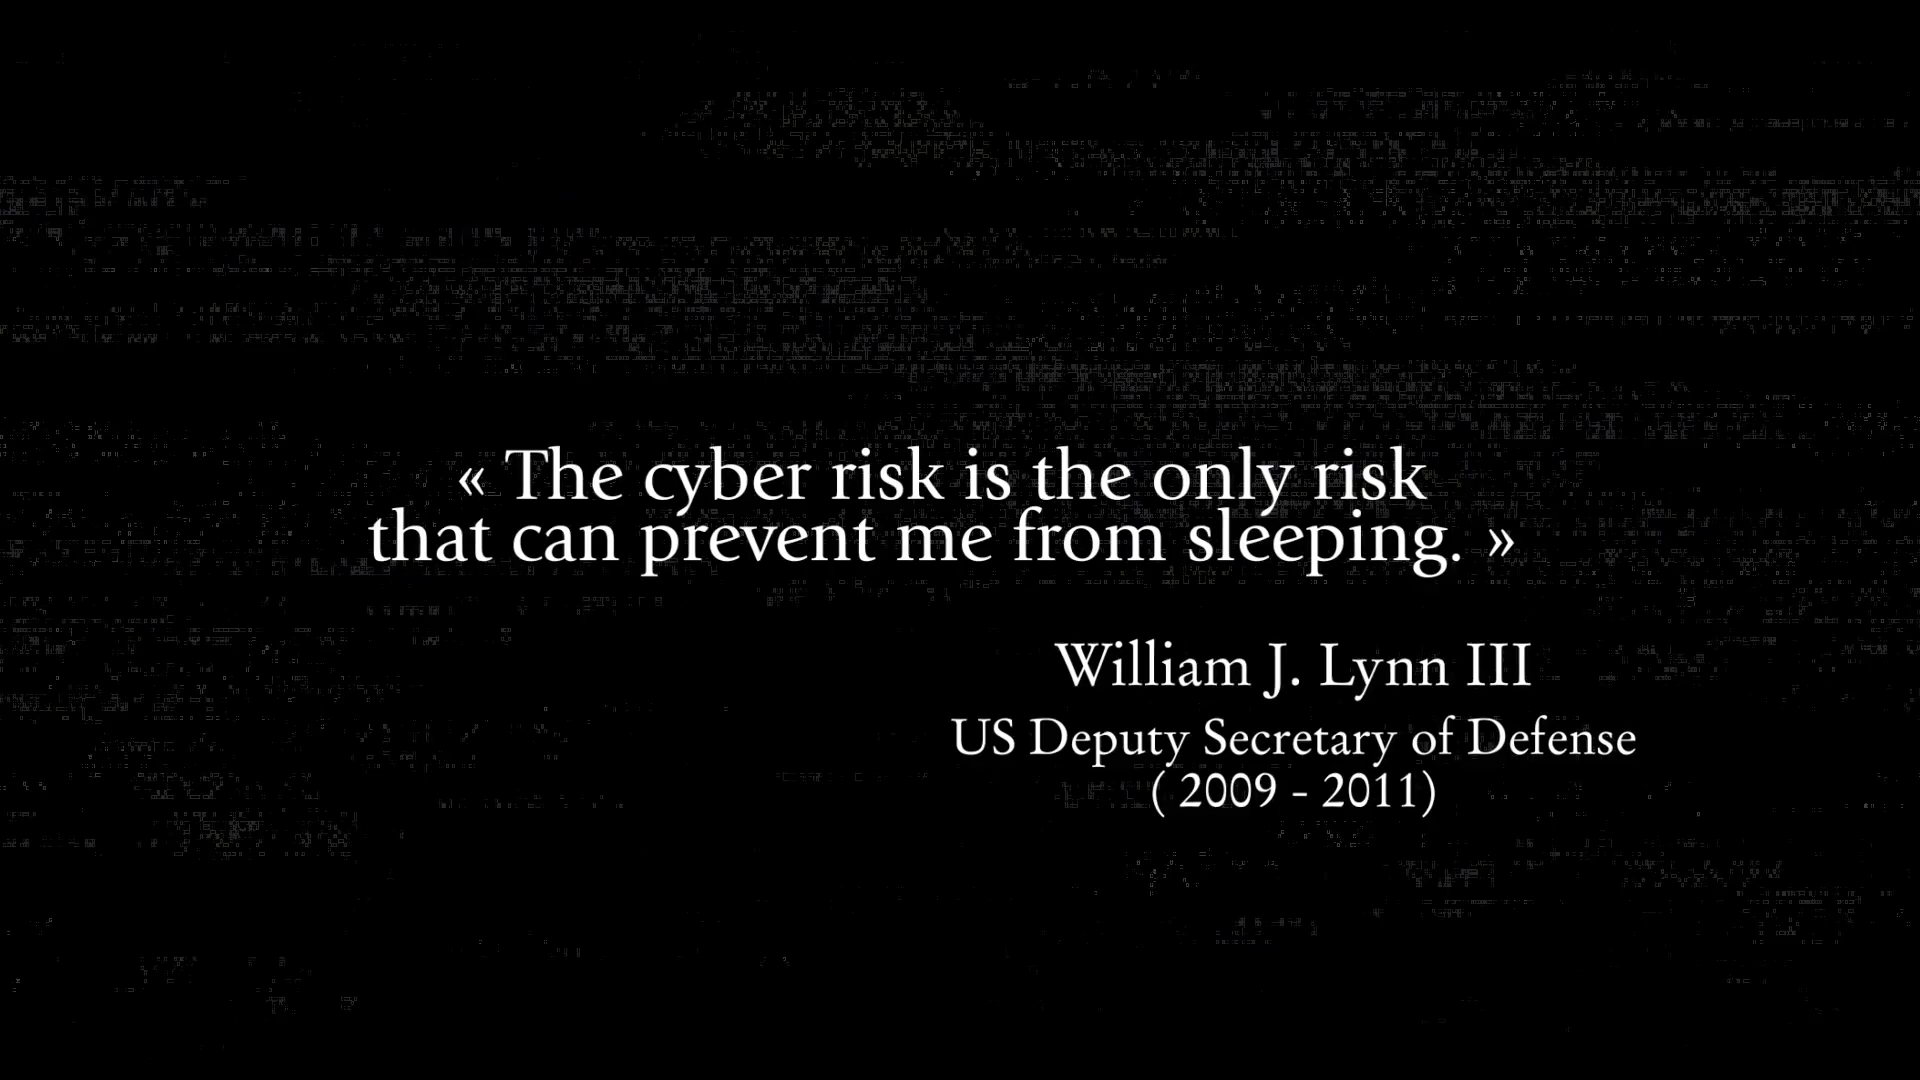 « The cyber risk is the only risk
that can prevent me from sleeping. »
William J. Lynn III
US Deputy Secretary of Defense
( 2009 - 2011)